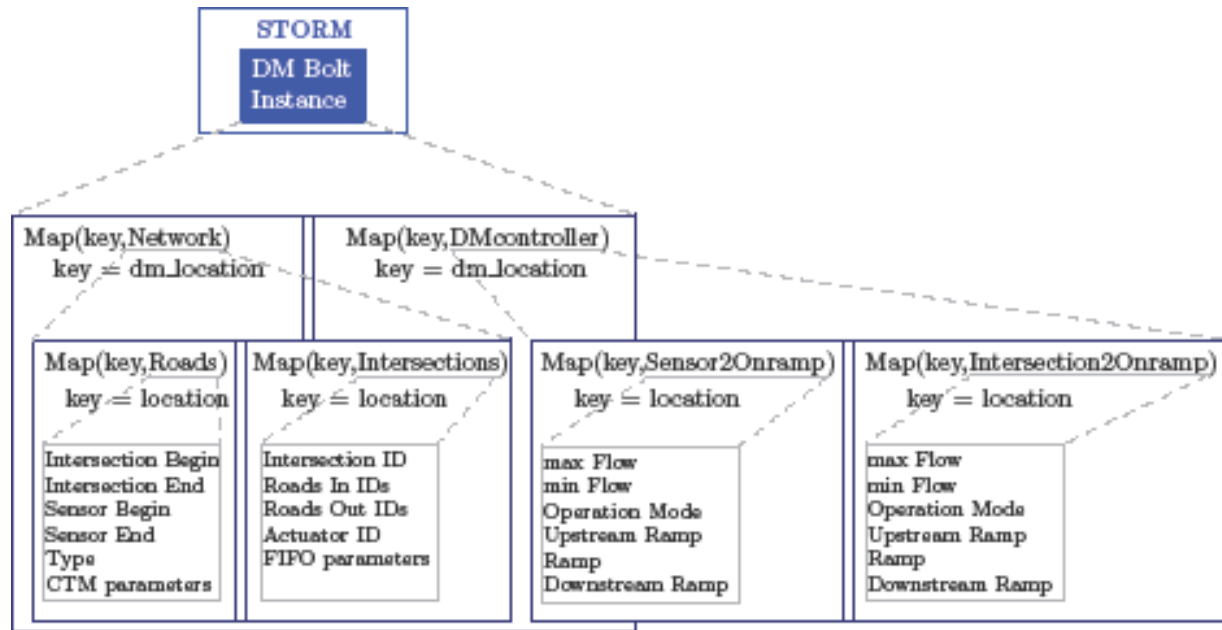 STORM
DM Bolt
Instance
Map(key,Network)
key = dm_location
Map(key,DMcontroller)
key = dm_location
Map(key,Roads)
key = location
Intersection Begin
Intersection End
Sensor Begin
Sensor End
Type
CTM parameters
Map(key,Intersections)
key = location
Intersection ID
Roads In IDs
Roads Out IDs
Actuator ID
FIFO parameters
Map(key,Sensor2Onramp)
key = location
max Flow
min Flow
Operation Mode
Upstream Ramp
Ramp
Downstream Ramp
Map(key,Intersection2Onramp)
key = location
max Flow
min Flow
Operation Mode
Upstream Ramp
Ramp
Downstream Ramp